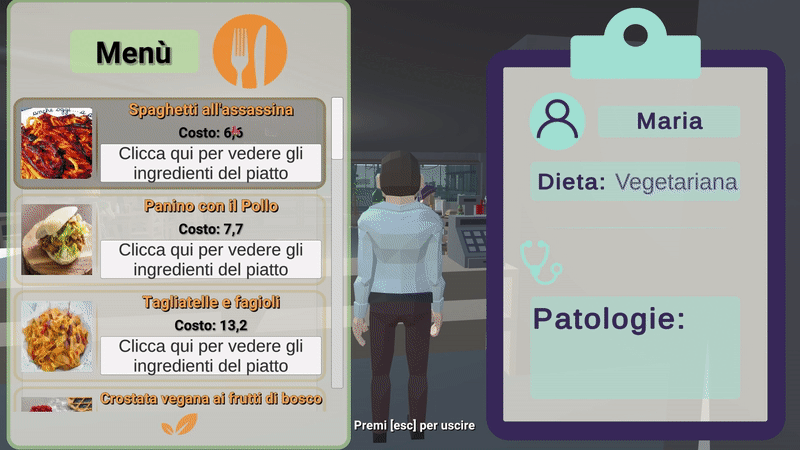 Menù
Spaghetti all'assassina
Costo: 6,6
Clicca qui per vedere gli
ingredienti del piatto
Panino con il Pollo
Costo: 7,7
Clicca qui per vedere gli
ingredienti del piatto
Tagliatelle e fagioli
Costo: 13,2
Clicca qui per vedere gli
ingredienti del piatto
Crostata vegana ai frutti di bosco
Premi [esc] per uscire
Maria
Dieta: Vegetariana
Patologie: